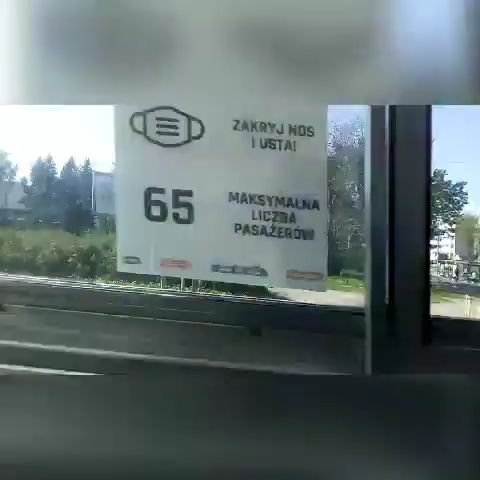 ZAKRYJ NOS
I USTA!
65
MAKSYMALNA
LICZBA
PASAŻERÓW